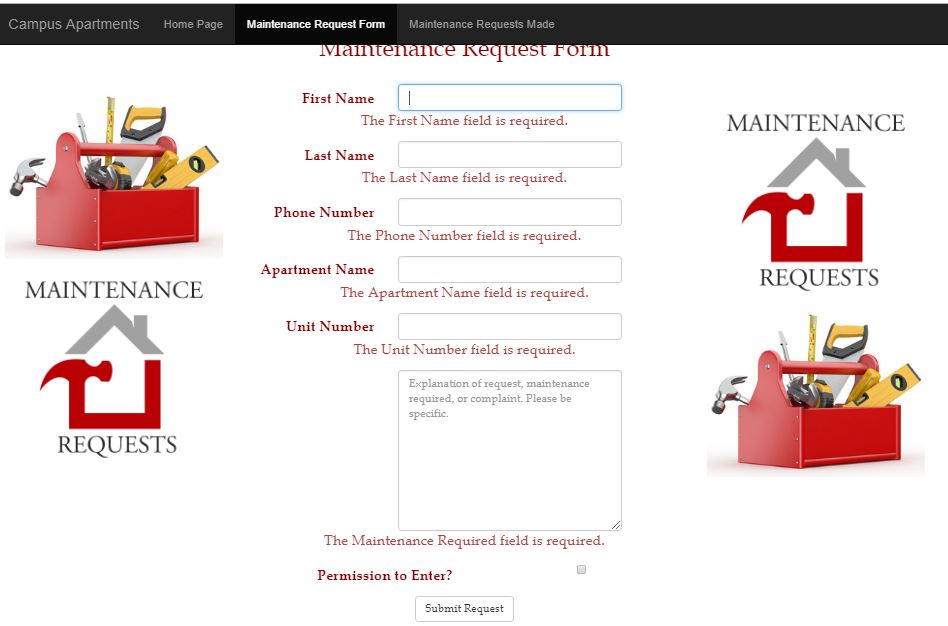 Campus Apartments Home Page Maintenance Request Form Maintenance Requests Made
Maintenance Request Form
First Name
The First Name field is required.
Last Name
The Last Name field is required.
Phone Number
The Phone Number field is required.
Apartment Name
The Apartment Name field is required.
Unit Number
The Unit Number field is required.
Explanation of request, maintenance
required, or complaint. Please be
specific.
The Maintenance Required field is required.
Permission to Enter?
Submit Request
MAINTENANCE
REQUESTS
MAINTENANCE
REQUESTS